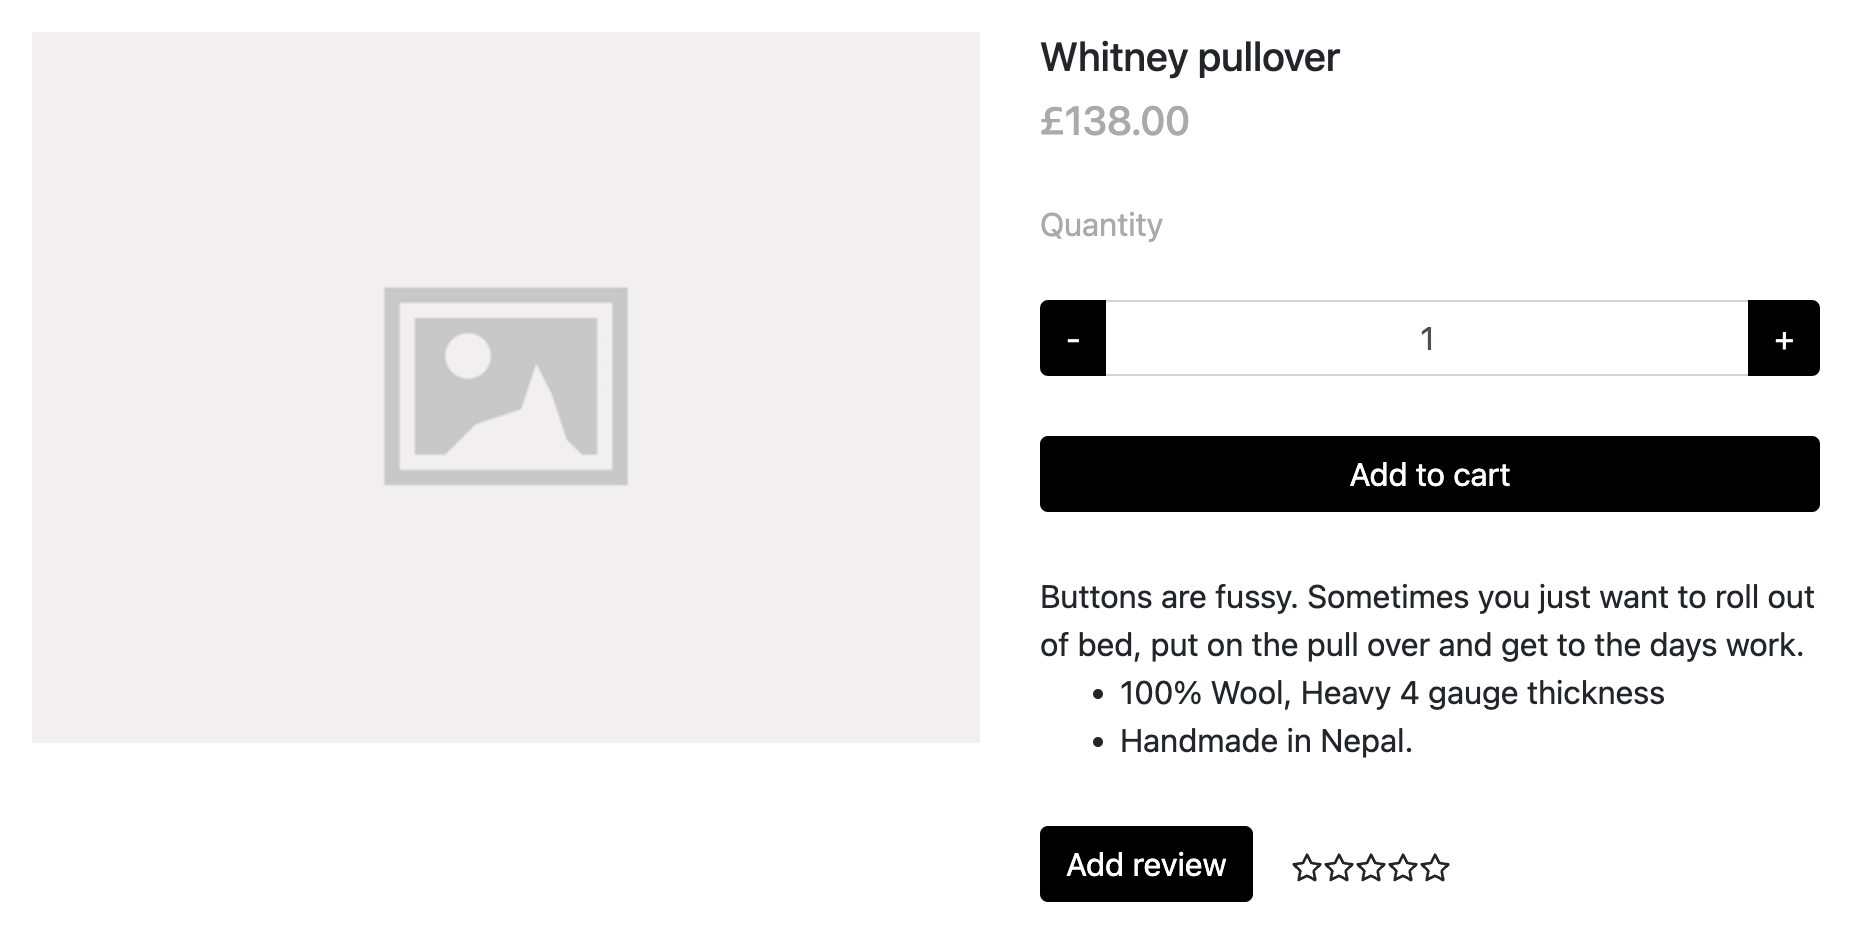 Whitney pullover
£138.00
Quantity
- 1 +
Add to cart
Buttons are fussy. Sometimes you just want to roll out
of bed, put on the pull over and get to the days work.
• 100% Wool, Heavy 4 gauge thickness
• Handmade in Nepal.
Add review